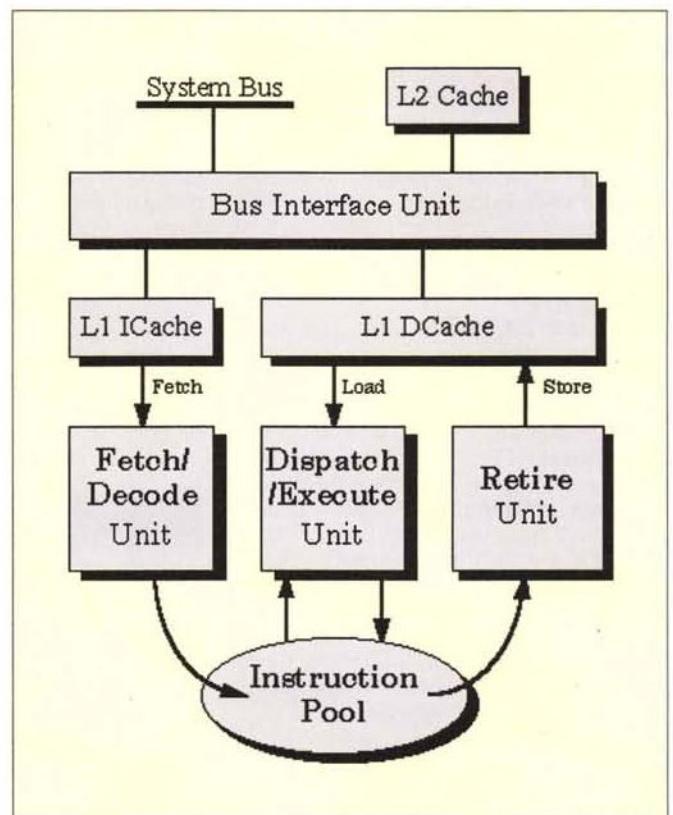 System Bus
L2 Cache
Bus Interface Unit
L1 ICache
L1 DCache
Fetch
Load
Store
Fetch/
Decode
Unit
Dispatch
/Execute
Unit
Retire
Unit
Instruction
Pool